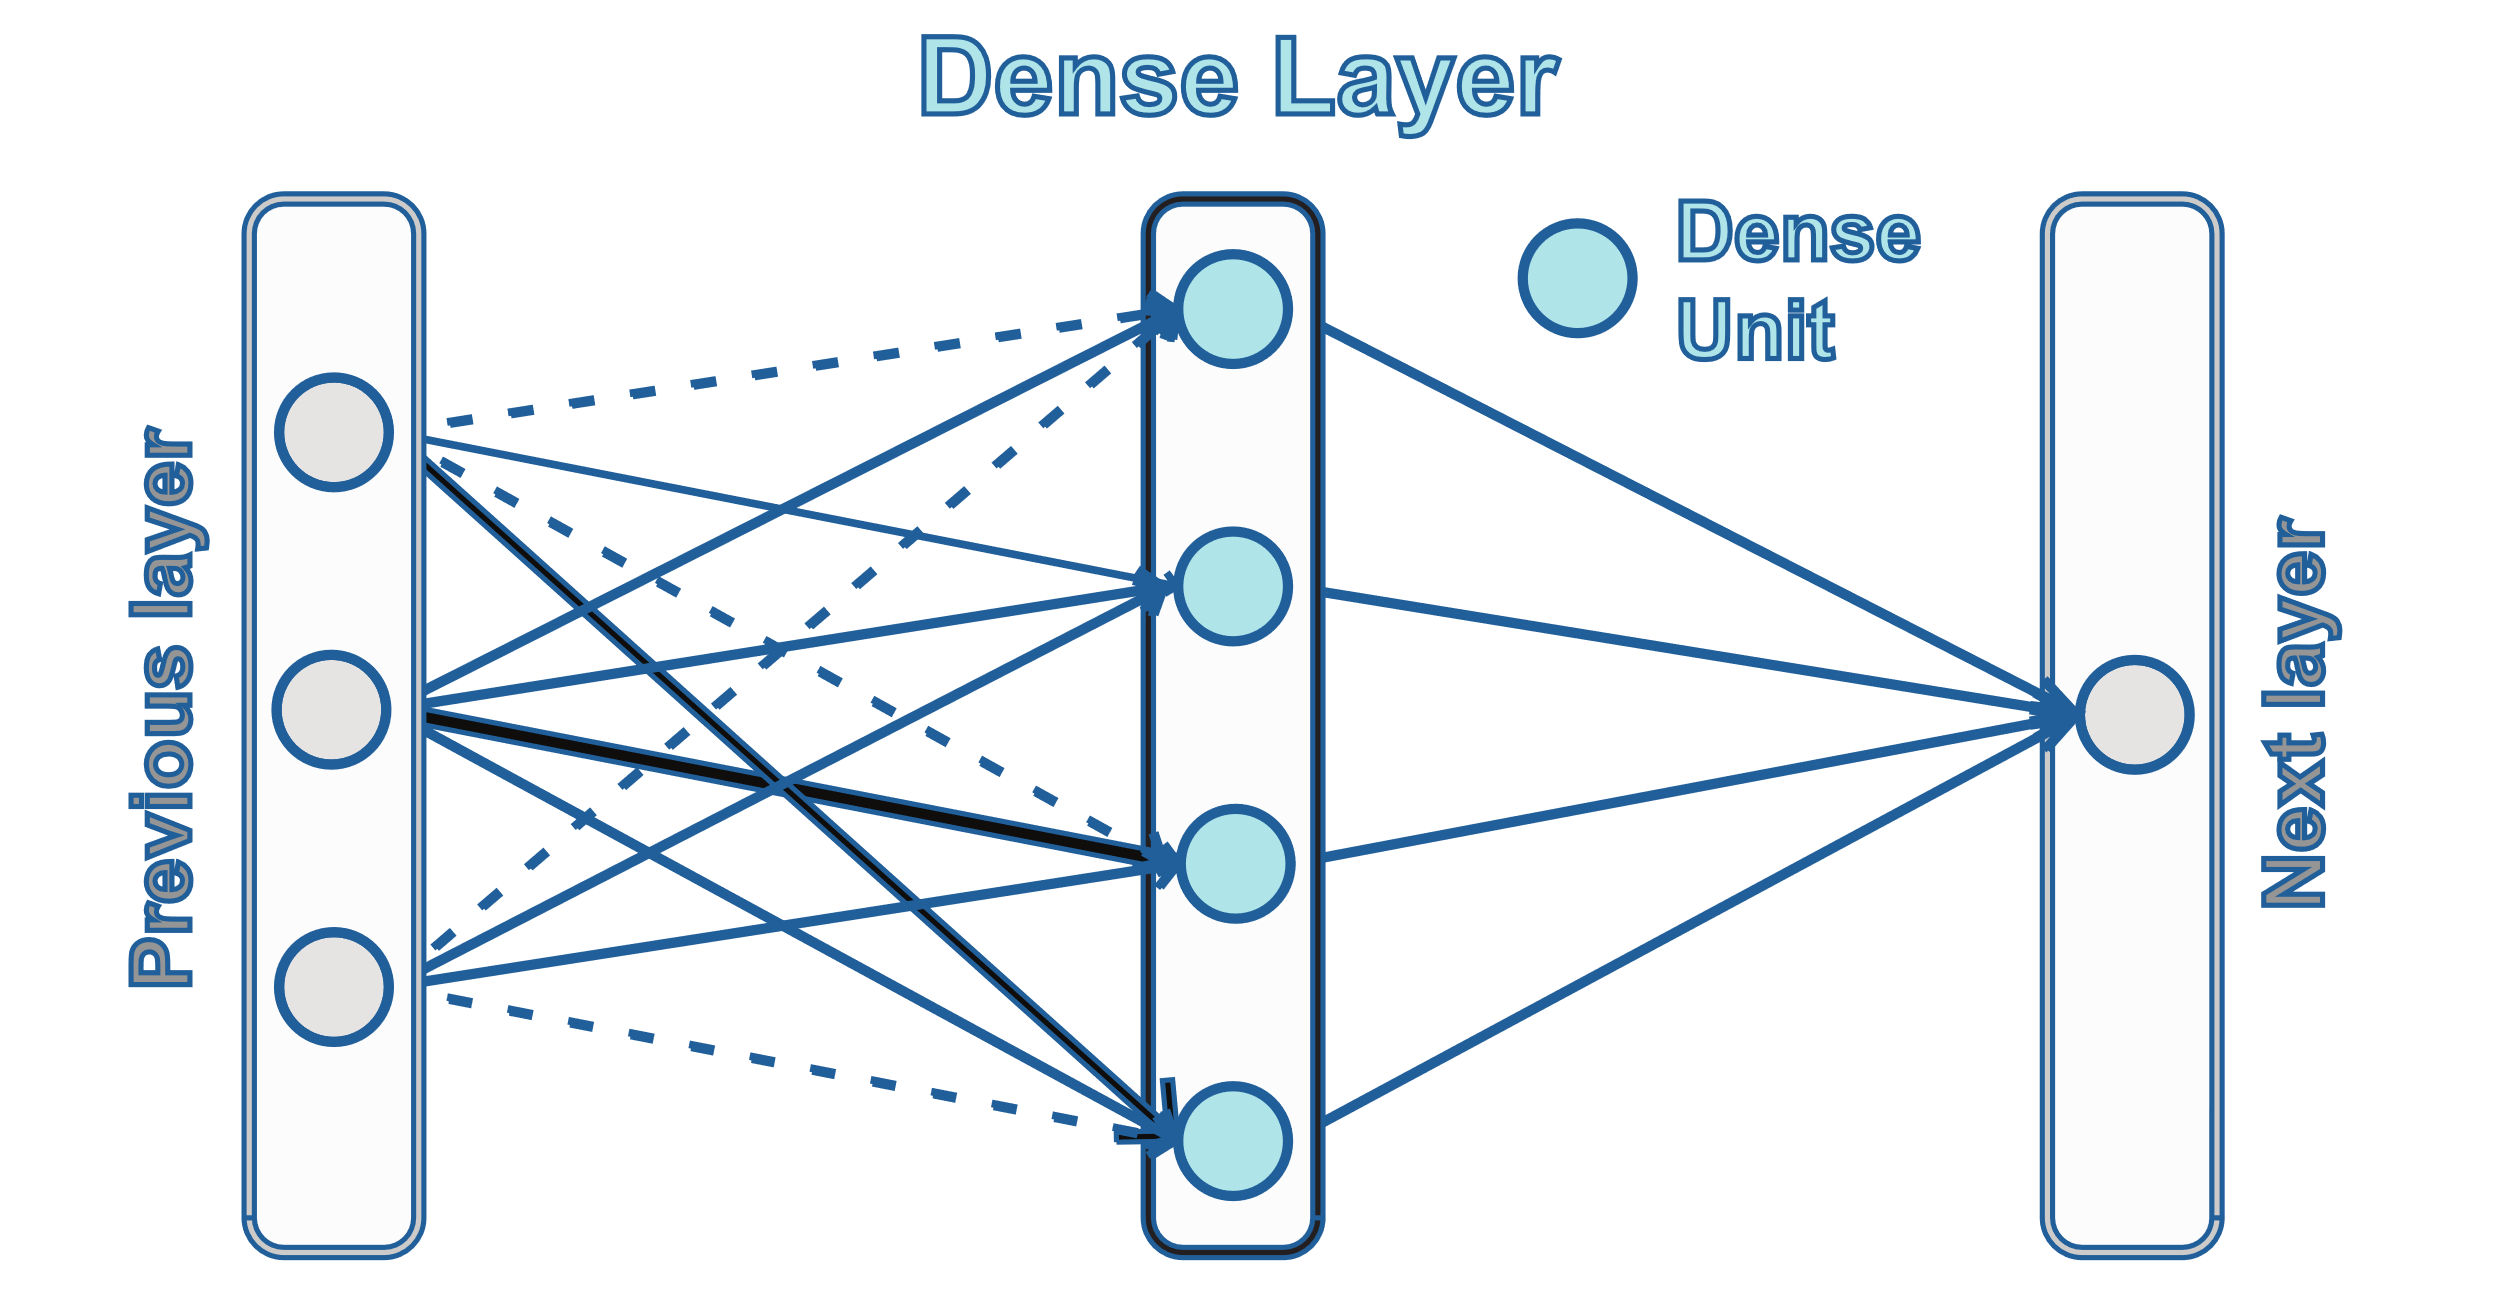 Dense Layer
Dense
Unit
Previous layer
Next layer